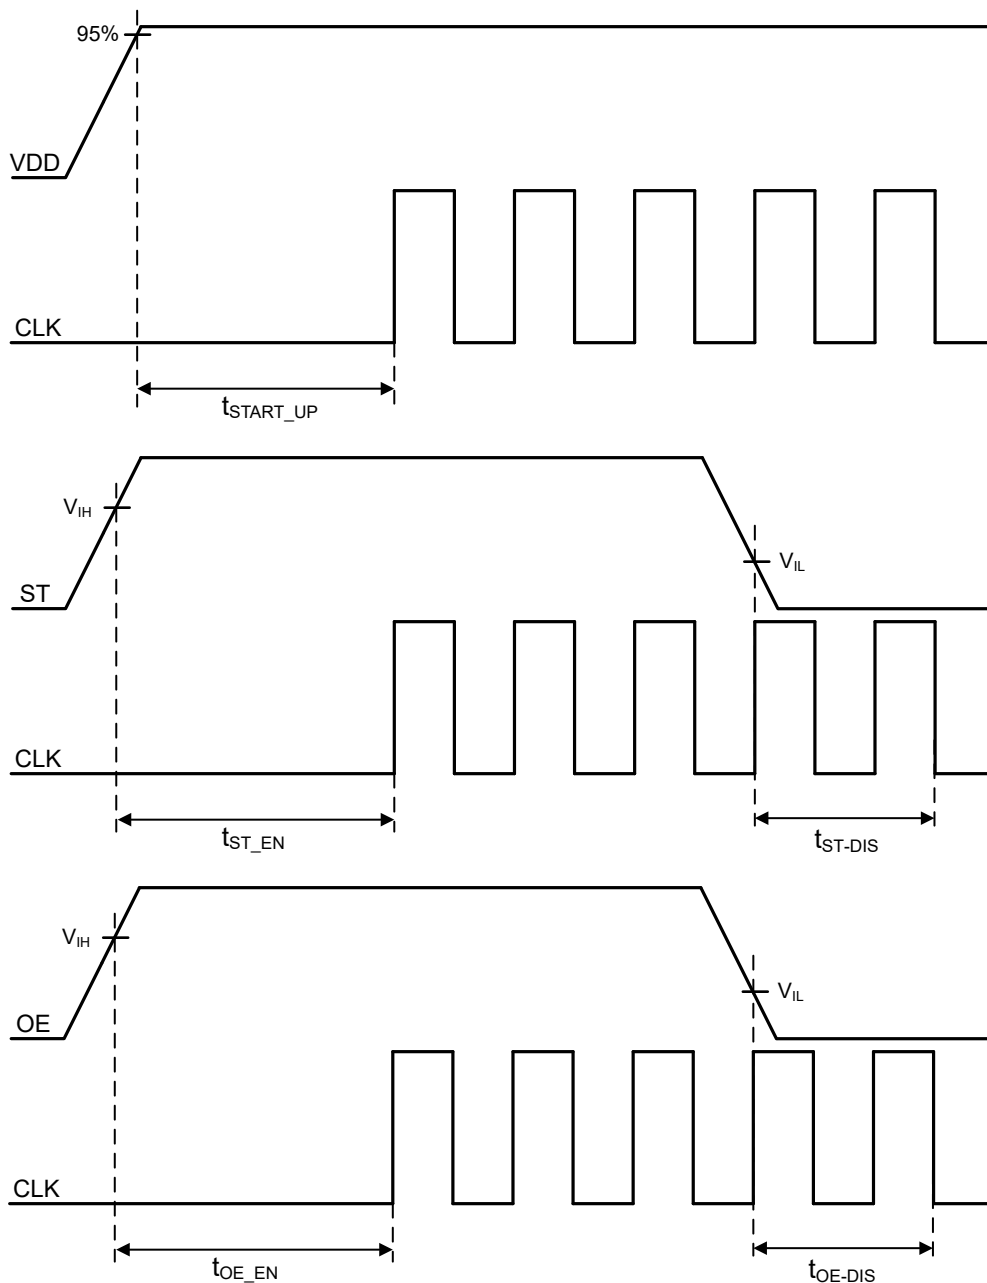 95%
VDD
CLK
tSTART_UP
VIH
VIL
ST
CLK
tST_EN
tST-DIS
VIH
VIL
OE
CLK
tOE_EN
tOE-DIS